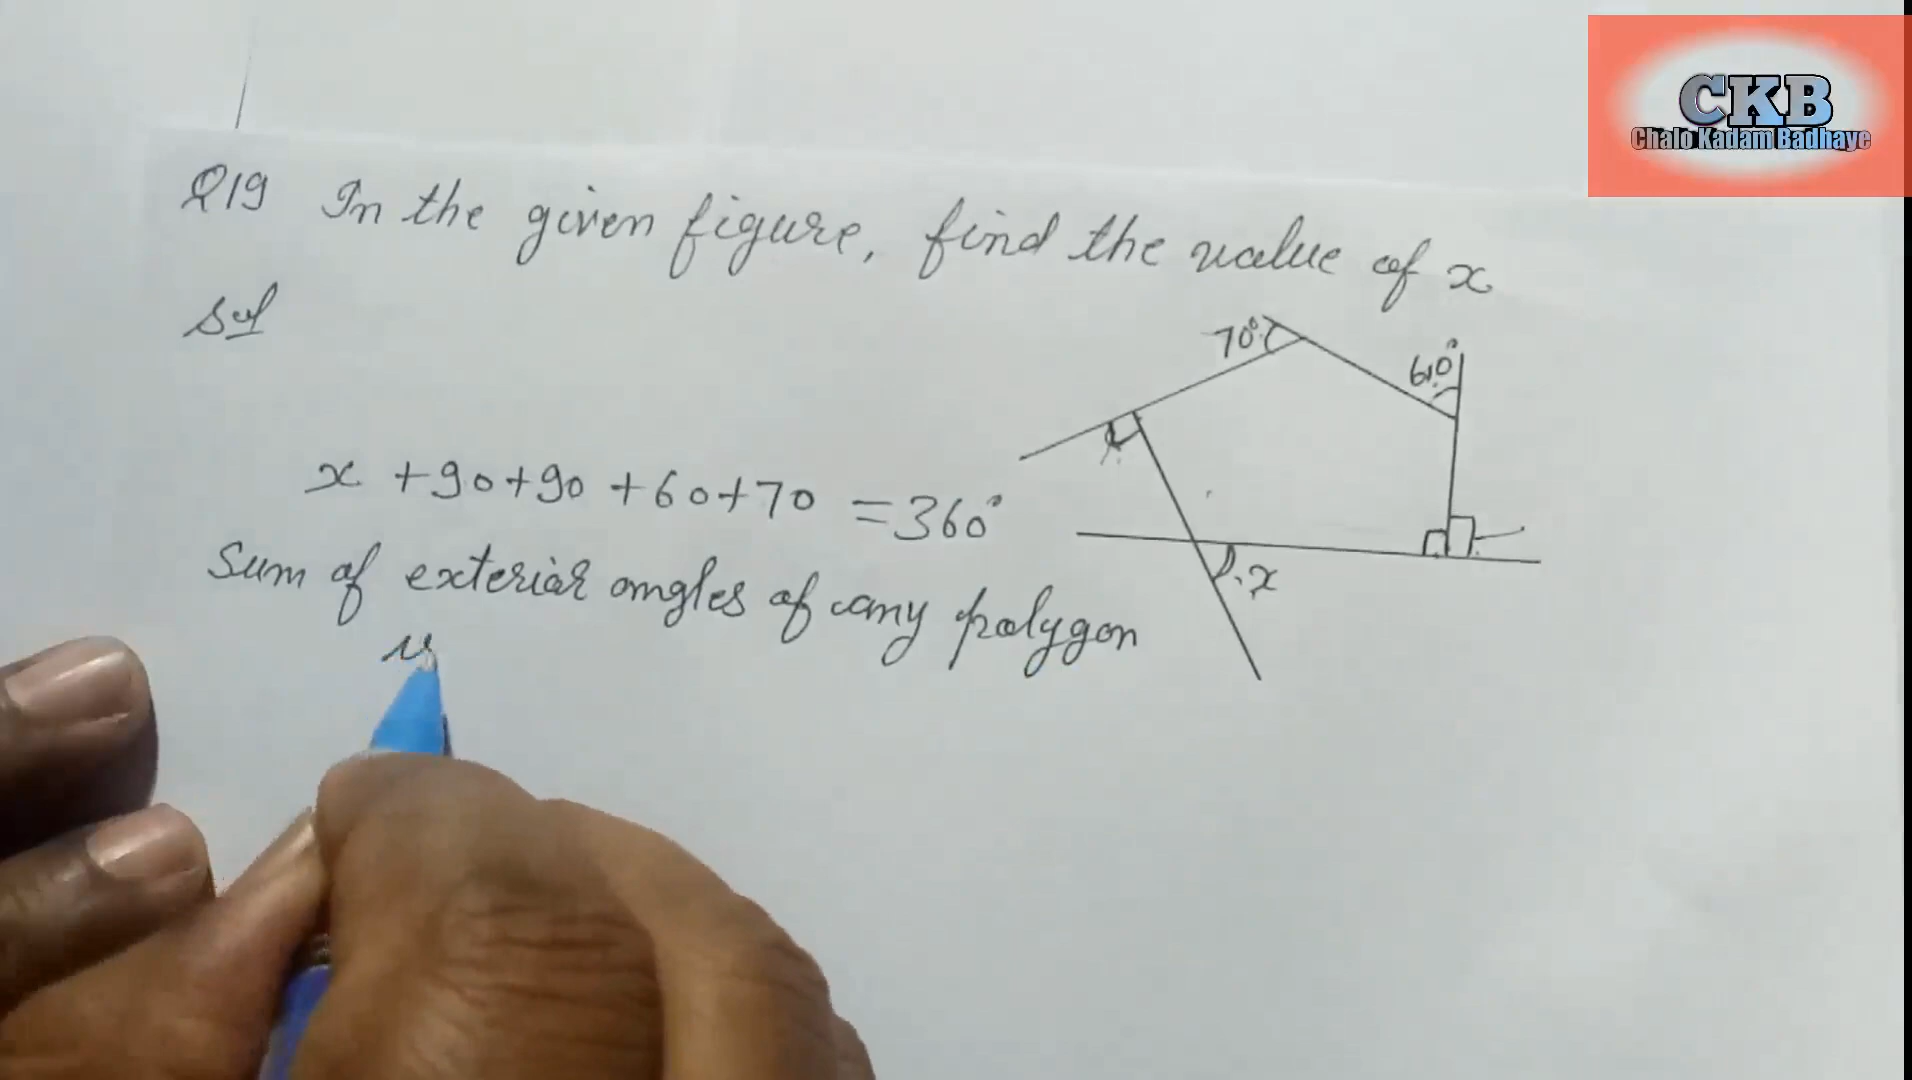 CKB
Chalo Kadam Badhaye
Q19 In the given figure, find the value of x
Sol
70°
60°
x + 90 + 90 + 60 + 70 = 360°
x
Sum of exterior angles of any polygon